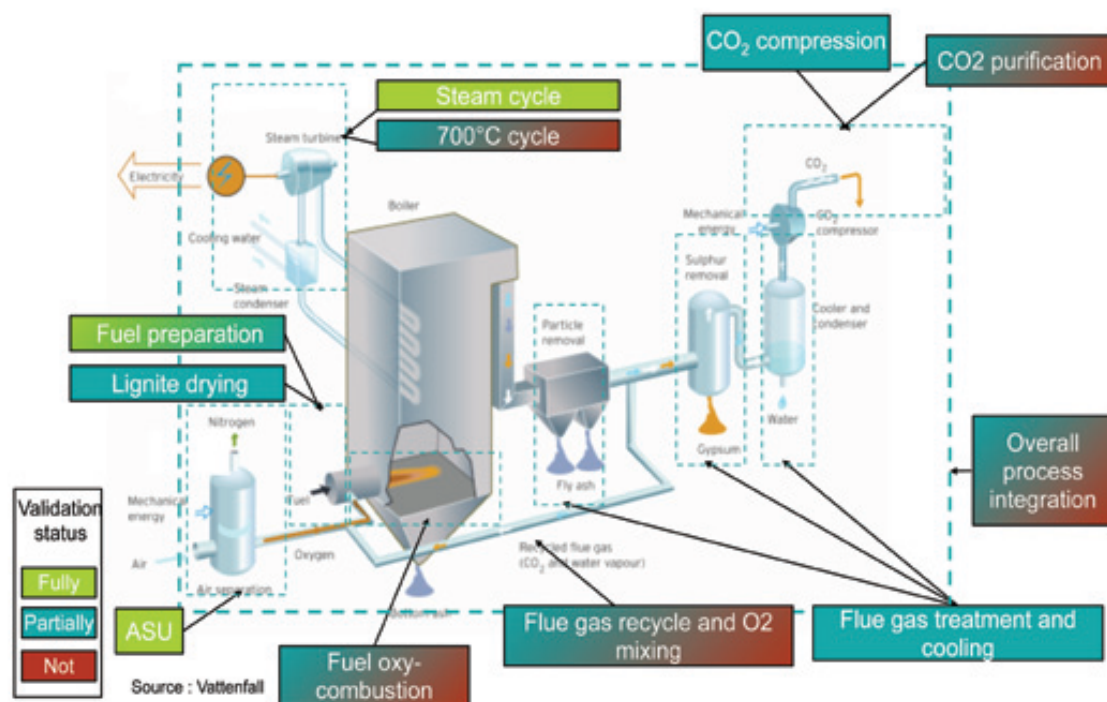 CO2 compression
CO2 purification
Steam cycle
700°C cycle
Steam turbine
Electricity
Boiler
CO2
Mechanical
energy
CO2
compressor
Cooling water
Sulphur
removal
Steam
condenser
Cooler and
condenser
Particle
removal
Fuel preparation
Lignite drying
Nitrogen
Water
Gypsum
Overall
process
integration
Fuel
Fly ash
Mechanical
energy
Validation
status
Fully
Partially
Not
Oxygen
Recycled flue gas
(CO2 and water vapour)
Air
Air separation
Bottom ash
ASU
Flue gas recycle and O2
mixing
Flue gas treatment and
cooling
Fuel oxy-
combustion
Source : Vattenfall